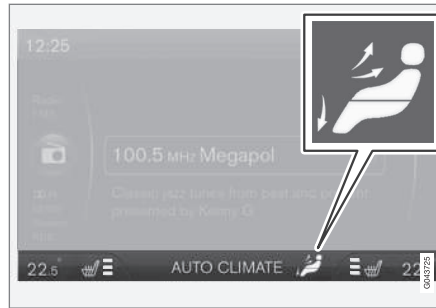 12:25
100.5 MHz Megapol
Classic jazz tunes from past and present
presented by Kenny G
22.5° AUTO CLIMATE 22
G043725